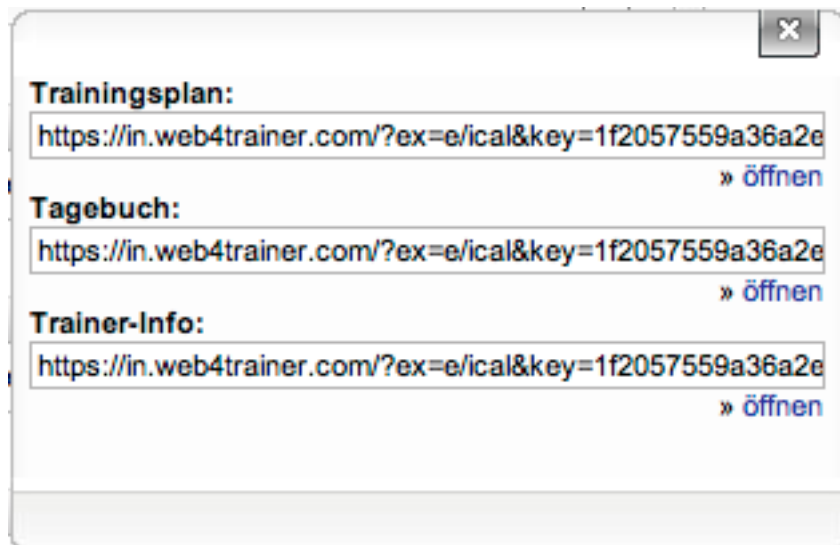 Trainingsplan:
https://in.web4trainer.com/?ex=e/ical&key=1f2057559a36a2e
» öffnen
Tagebuch:
https://in.web4trainer.com/?ex=e/ical&key=1f2057559a36a2e
» öffnen
Trainer-Info:
https://in.web4trainer.com/?ex=e/ical&key=1f2057559a36a2e
» öffnen